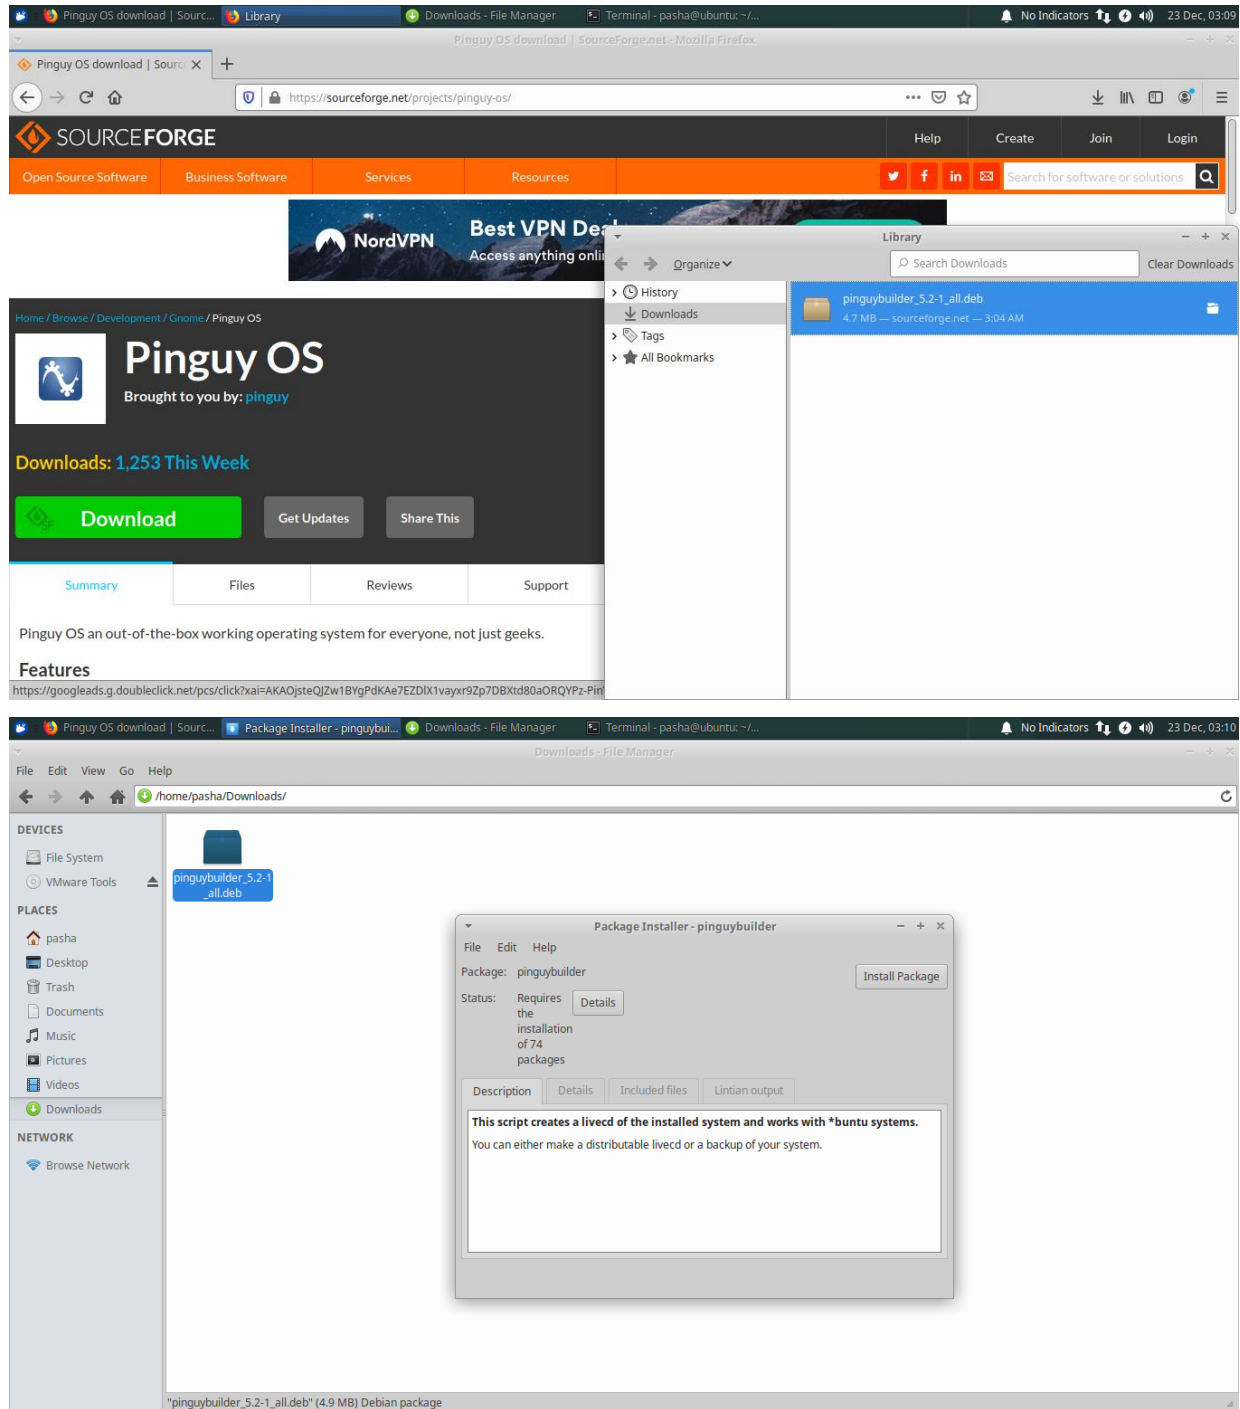 Pinguy OS download | Sourc... Library Downloads - File Manager Terminal - pasha@ubuntu: ~/... No Indicators 23 Dec, 03:09
Pinguy OS download | SourceForge.net - Mozilla Firefox
Pinguy OS download | Sourc
https://sourceforge.net/projects/pinguy-os/
SOURCEFORGE Help Create Join Login
Open Source Software Business Software Services Resources Search for software or solutions
NordVPN
Best VPN Dea
Access anything onli
Library
Organize Search Downloads Clear Downloads
History
Downloads
Tags
All Bookmarks
pinguybuilder_5.2-1_all.deb
4.7 MB — sourceforge.net — 3:04 AM
Home / Browse / Development / Gnome / Pinguy OS
Pinguy OS
Brought to you by: pinguy
Downloads: 1,253 This Week
SF Download Get Updates Share This
Summary Files Reviews Support
Pinguy OS an out-of-the-box working operating system for everyone, not just geeks.
Features
Pinguy OS download | Sourc... Package Installer - pinguybui... Downloads - File Manager Terminal - pasha@ubuntu: ~/... No Indicators 23 Dec, 03:10
Downloads - File Manager
File Edit View Go Help
/home/pasha/Downloads/
DEVICES
File System
VMware Tools
PLACES
pasha
Desktop
Trash
Documents
Music
Pictures
Videos
Downloads
NETWORK
Browse Network
pinguybuilder_5.2-1
_all.deb
Package Installer - pinguybuilder
File Edit Help
Package: pinguybuilder Install Package
Status: Requires Details
the
installation
of 74
packages
Description Details Included files Lintian output
This script creates a livecd of the installed system and works with *buntu systems.
You can either make a distributable livecd or a backup of your system.
"pinguybuilder_5.2-1_all.deb" (4.9 MB) Debian package